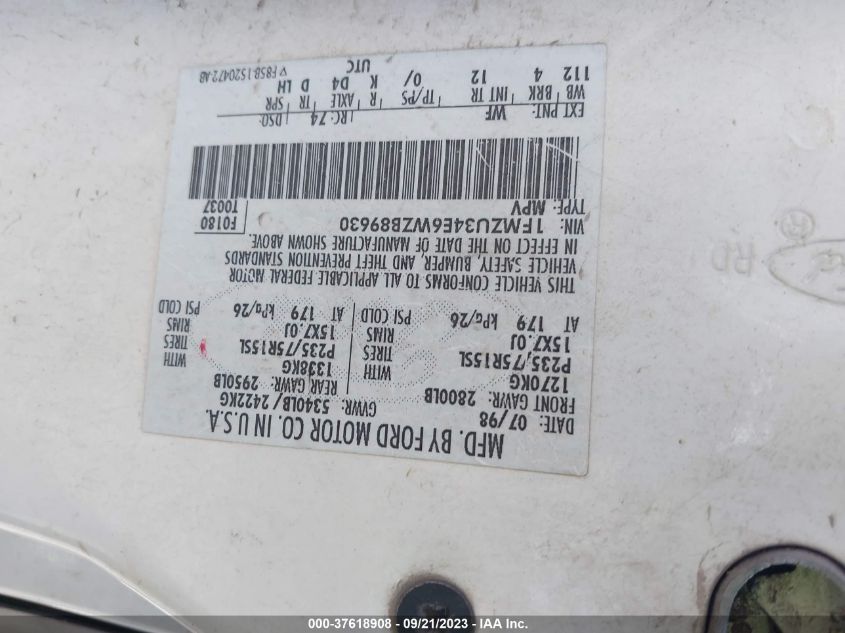 MFD. BY FORD MOTOR CO. IN U.S.A.
DATE: 07/98 GVWR: 5340LB/2422KG
FRONT GAWR: 2800LB REAR GAWR: 2950LB
1270KG 1338KG WITH
P235/75R15SL TIRES P235/75R15SL TIRES
15X7.0J RIMS 15X7.0J RIMS
AT 179 kPa/26 PSI COLD AT 179 kPa/26 PSI COLD
THIS VEHICLE CONFORMS TO ALL APPLICABLE FEDERAL MOTOR
VEHICLE SAFETY, BUMPER, AND THEFT PREVENTION STANDARDS
IN EFFECT ON THE DATE OF MANUFACTURE SHOWN ABOVE.
VIN: 1FMZU34E6WZB89630 F0180
TYPE: MPV T0037
EXT PNT: WF RC: 74 DSO:
WB BRK INT TR TP/PS R AXLE TR SPR
112 4 12 0/ K D4 D LH
UTC
▽ F85B-1520472-AB
RD
000-37618908 - 09/21/2023 - IAA Inc.